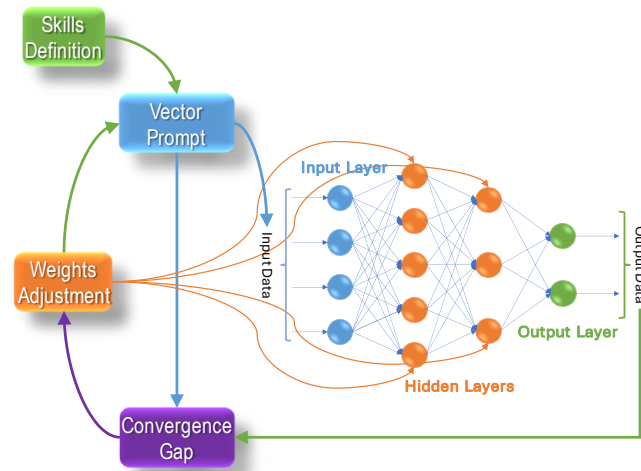 Skills
Definition
Vector
Prompt
Input Layer
Input Data
Weights
Adjustment
Output Data
Output Layer
Hidden Layers
Convergence
Gap